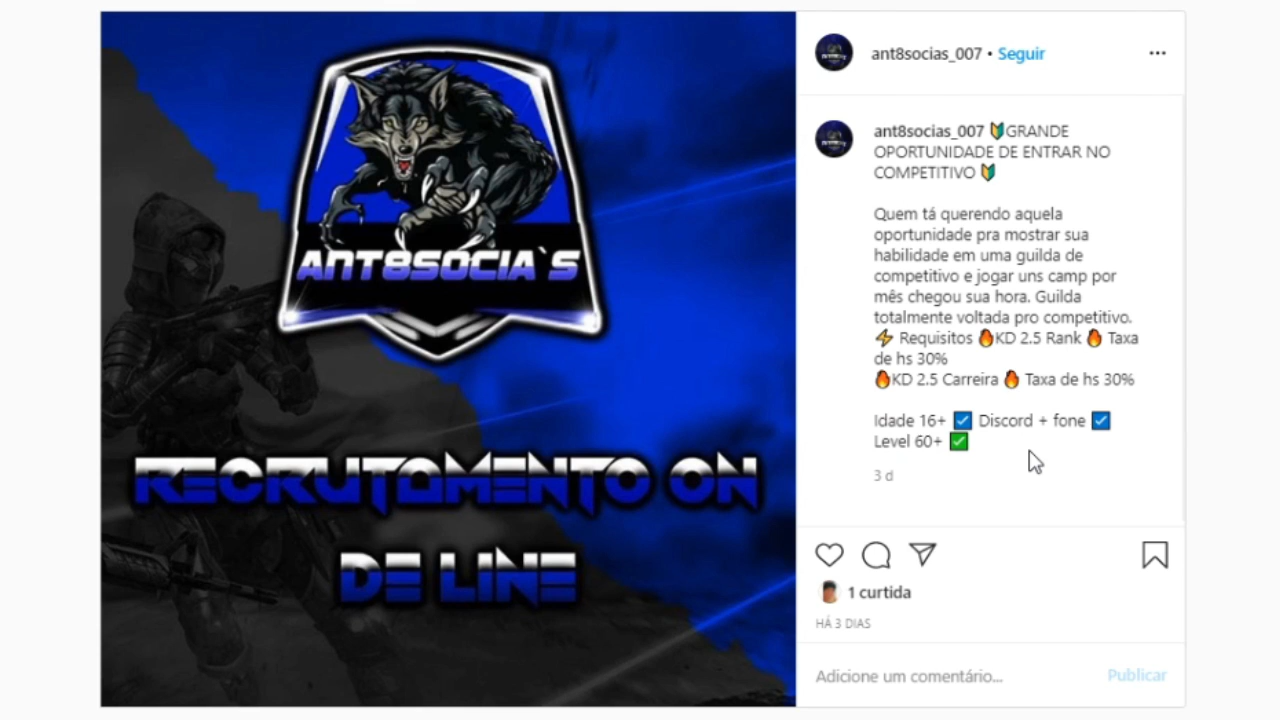 ANT8SOCIA`S
RECRUTAMENTO ON
DE LINE
ant8socias_007 • Seguir
ant8socias_007 🔰GRANDE
OPORTUNIDADE DE ENTRAR NO
COMPETITIVO 🔰
Quem tá querendo aquela
oportunidade pra mostrar sua
habilidade em uma guilda de
competitivo e jogar uns camp por
mês chegou sua hora. Guilda
totalmente voltada pro competitivo.
⚡ Requisitos 🔥KD 2.5 Rank 🔥 Taxa
de hs 30%
🔥KD 2.5 Carreira 🔥 Taxa de hs 30%
Idade 16+ ☑️ Discord + fone ☑️
Level 60+ ✅
3 d
1 curtida
HÁ 3 DIAS
Adicione um comentário... Publicar